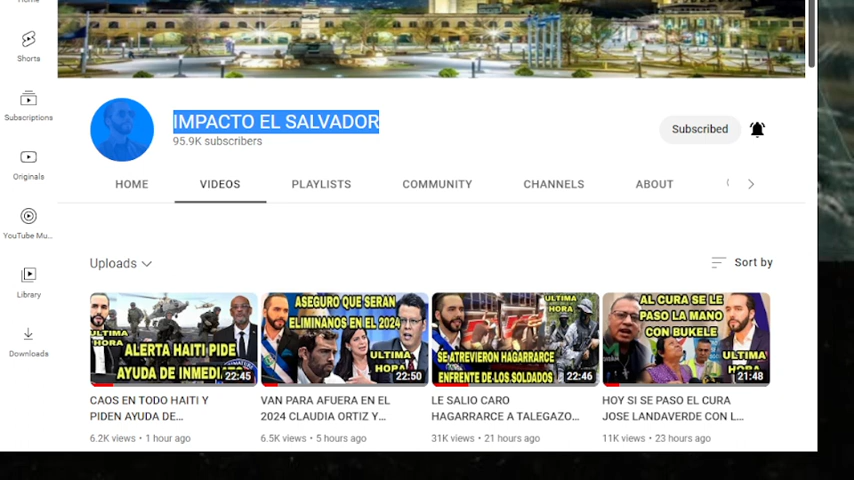 Home
Shorts
Subscriptions
Originals
YouTube Mu...
Library
Downloads
IMPACTO EL SALVADOR
95.9K subscribers
Subscribed
HOME
VIDEOS
PLAYLISTS
COMMUNITY
CHANNELS
ABOUT
Uploads
Sort by
ULTIMA
HORA
ALERTA HAITI PIDE
AYUDA DE INMEDIAT
22:45
ASEGURO QUE SERAN
ELIMINANOS EN EL 2024
ULTIMA
HORA
22:50
ULTIMA
HORA
SE ATREVIERON HAGARRARCE
ENFRENTE DE LOS SOLDADOS
22:46
AL CURA SE LE
PASO LA MANO
CON BUKELE
ULTIMA
HORA
21:48
CAOS EN TODO HAITI Y
PIDEN AYUDA DE...
6.2K views • 1 hour ago
VAN PARA AFUERA EN EL
2024 CLAUDIA ORTIZ Y...
6.5K views • 5 hours ago
LE SALIO CARO
HAGARRARCE A TALEGAZO...
31K views • 21 hours ago
HOY SI SE PASO EL CURA
JOSE LANDAVERDE CON L...
11K views • 23 hours ago